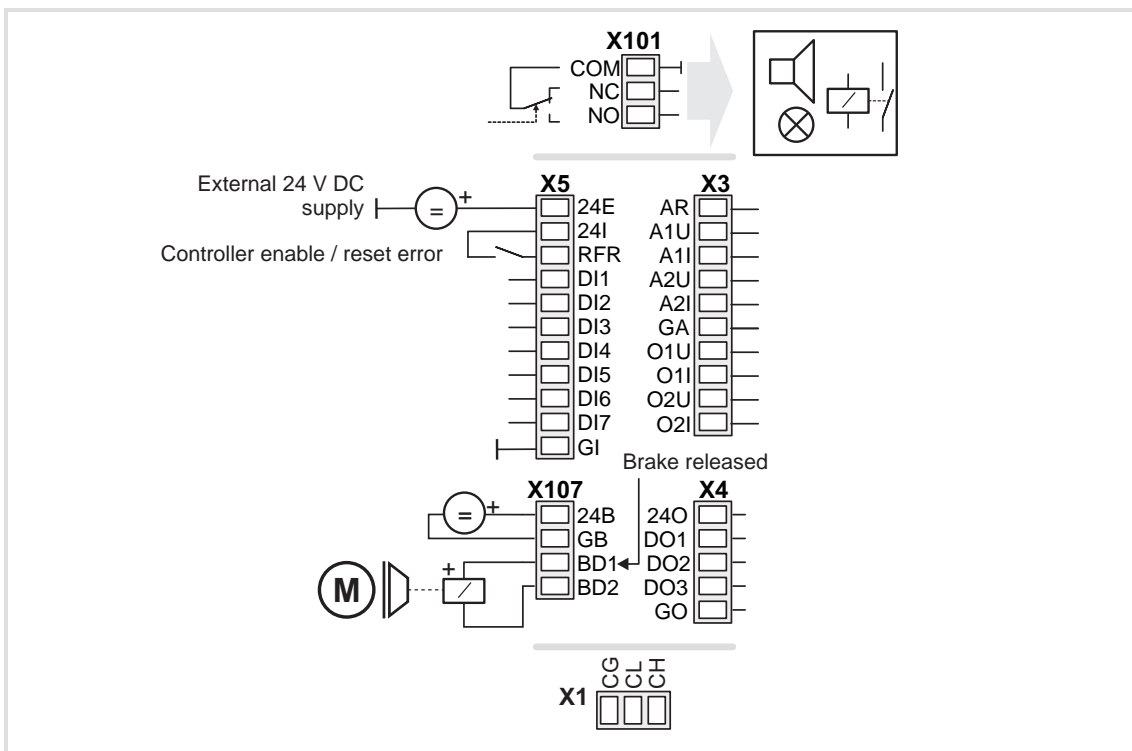 X101
COM
NC
NO
External 24 V DC
supply
=
+
Controller enable / reset error
X5
24E
24I
RFR
DI1
DI2
DI3
DI4
DI5
DI6
DI7
GI
X3
AR
A1U
A1I
A2U
A2I
GA
O1U
O1I
O2U
O2I
Brake released
X107
=
+
24B
GB
BD1
BD2
M
+
X4
24O
DO1
DO2
DO3
GO
X1
CG
CL
CH